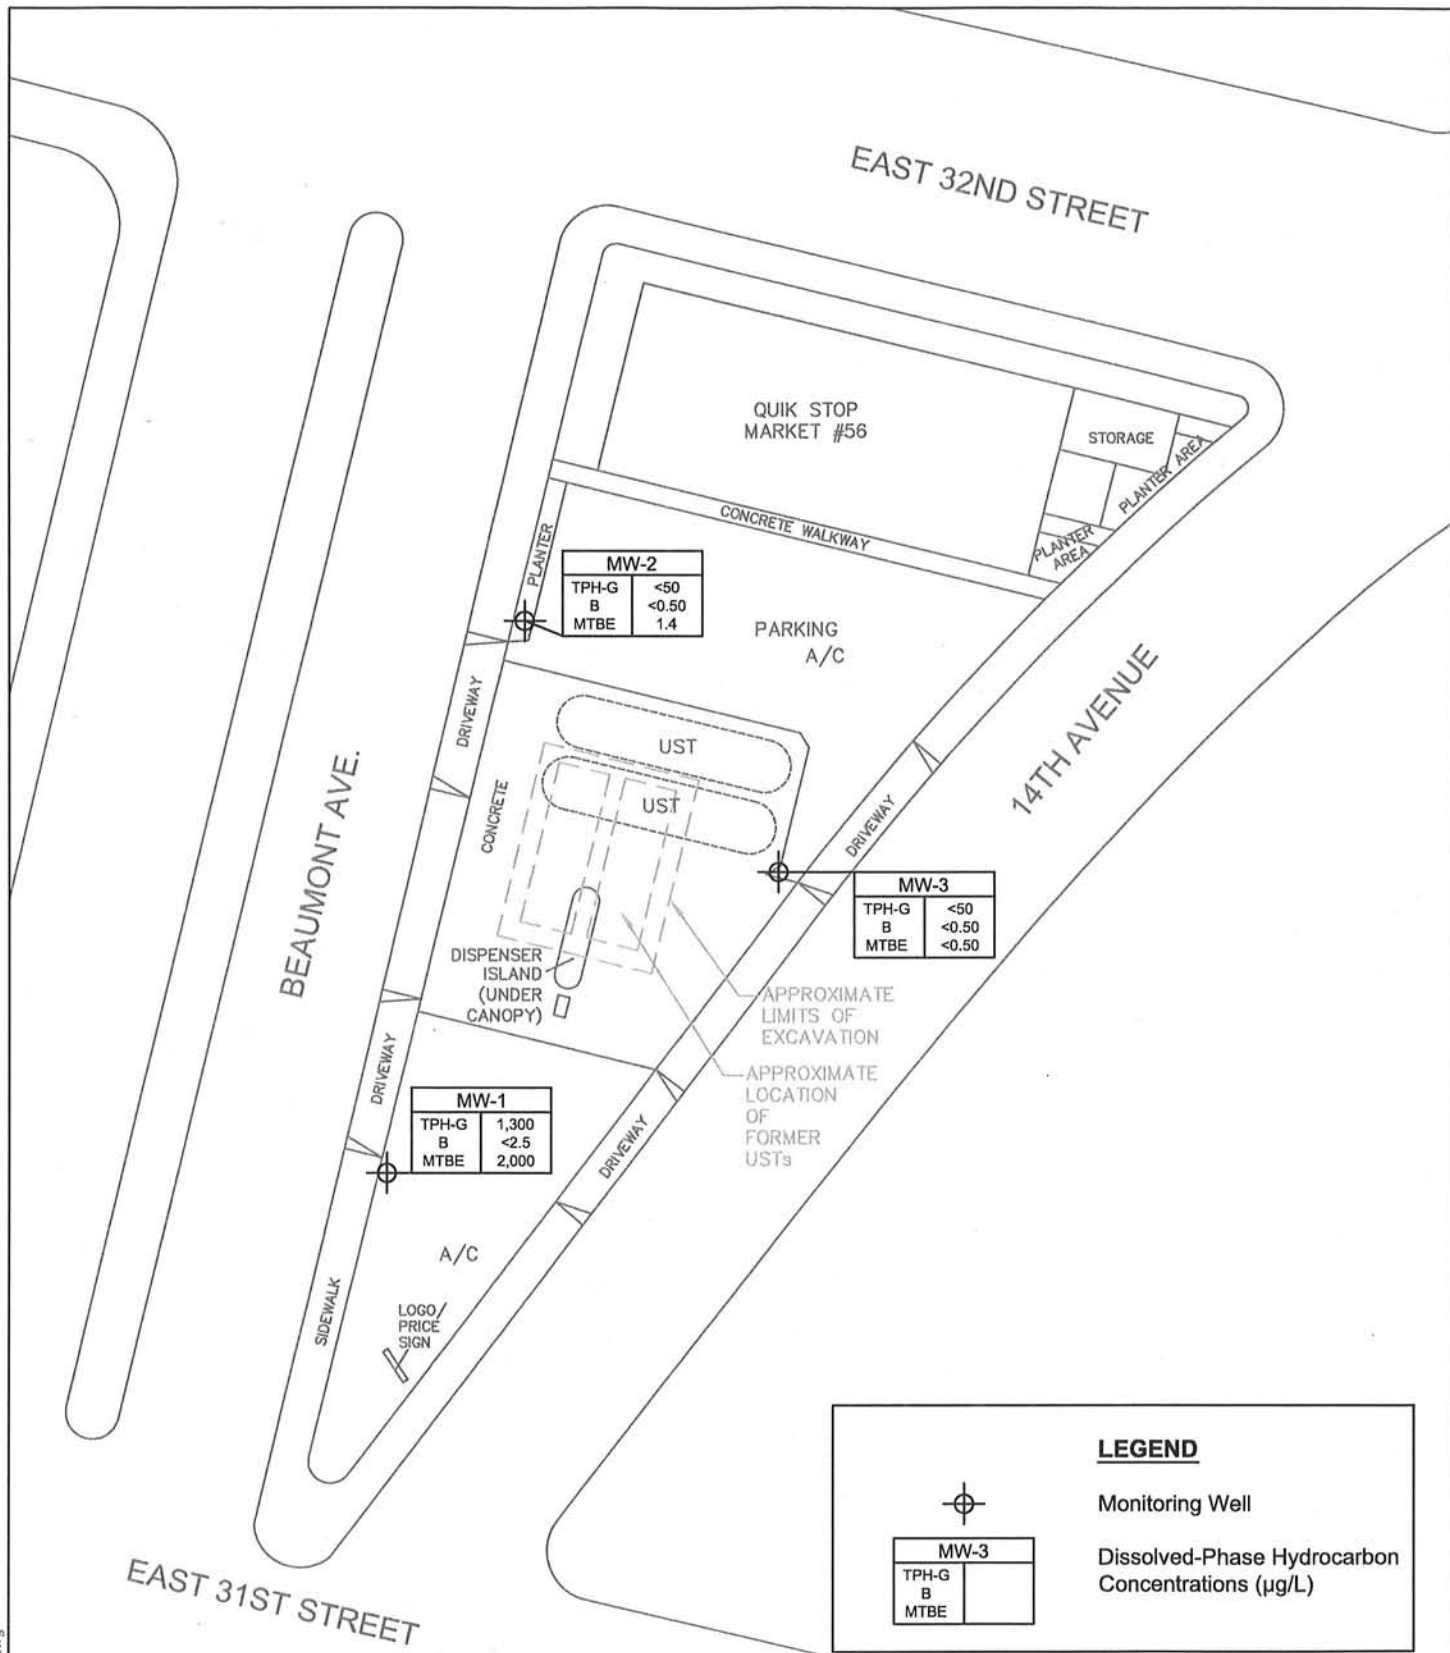 EAST 32ND STREET
QUIK STOP
MARKET #56
STORAGE
PLANTER AREA
PLANTER
AREA
CONCRETE WALKWAY
PLANTER
MW-2
TPH-G <50
B <0.50
MTBE 1.4
PARKING
A/C
DRIVEWAY
UST
UST
CONCRETE
BEAUMONT AVE.
14TH AVENUE
DRIVEWAY
MW-3
TPH-G <50
B <0.50
MTBE <0.50
DISPENSER
ISLAND
(UNDER
CANOPY)
APPROXIMATE
LIMITS OF
EXCAVATION
APPROXIMATE
LOCATION
OF
FORMER
USTs
DRIVEWAY
MW-1
TPH-G 1,300
B <2.5
MTBE 2,000
DRIVEWAY
A/C
SIDEWALK
LOGO/
PRICE
SIGN
EAST 31ST STREET
LEGEND
Monitoring Well
MW-3
TPH-G
B
MTBE
Dissolved-Phase Hydrocarbon
Concentrations (µg/L)